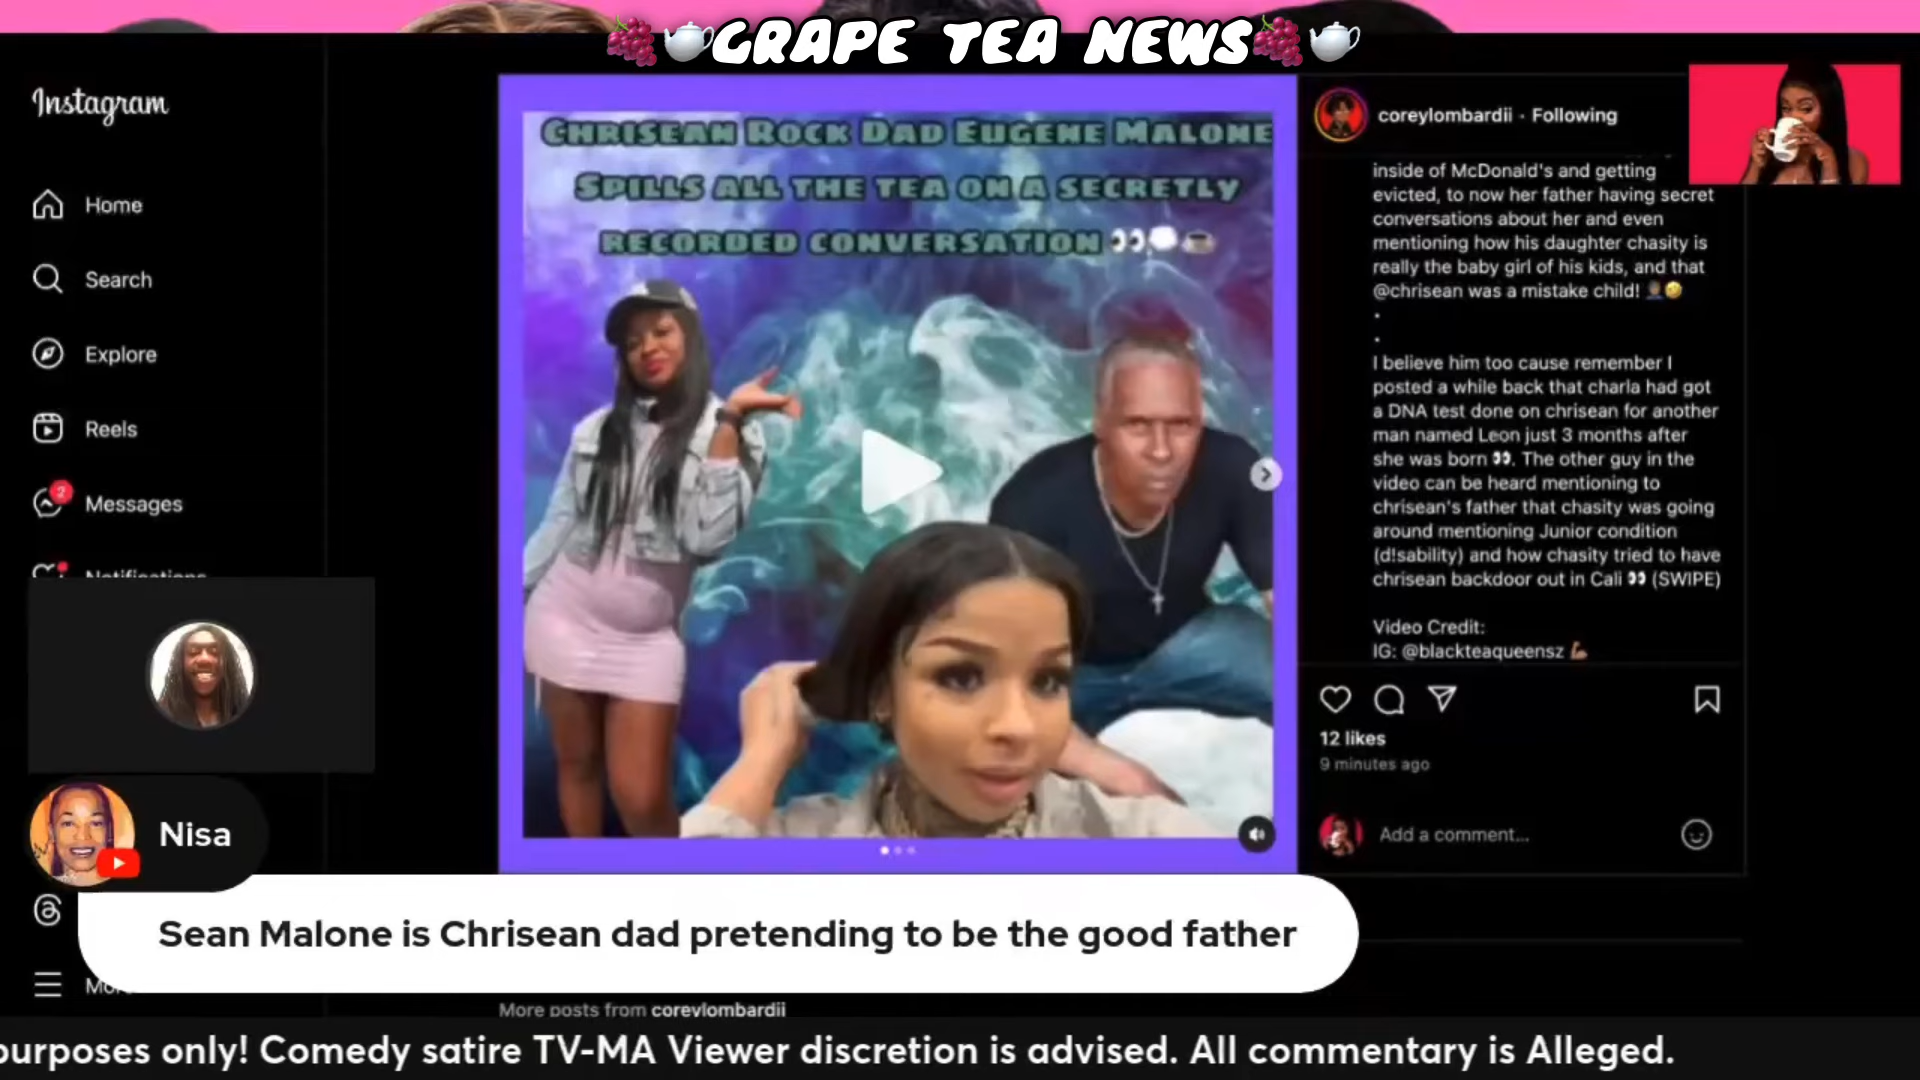 GRAPE TEA NEWS
Instagram
Home
Search
Explore
Reels
2
Messages
Notifications
CHRISEAN ROCK DAD EUGENE MALONE
SPILLS ALL THE TEA ON A SECRETLY
RECORDED CONVERSATION 👀💭☕
coreylombardii · Following
inside of McDonald's and getting
evicted, to now her father having secret
conversations about her and even
mentioning how his daughter chasity is
really the baby girl of his kids, and that
@chrisean was a mistake child! 🤦🏽‍♂️🤣
.
.
I believe him too cause remember I
posted a while back that charla had got
a DNA test done on chrisean for another
man named Leon just 3 months after
she was born 👀. The other guy in the
video can be heard mentioning to
chrisean's father that chasity was going
around mentioning Junior condition
(d!sability) and how chasity tried to have
chrisean backdoor out in Cali 👀 (SWIPE)
Video Credit:
IG: @blackteaqueensz 💪🏽
12 likes
9 minutes ago
Add a comment...
Nisa
Sean Malone is Chrisean dad pretending to be the good father
More
More posts from coreylombardii
purposes only! Comedy satire TV-MA Viewer discretion is advised. All commentary is Alleged.